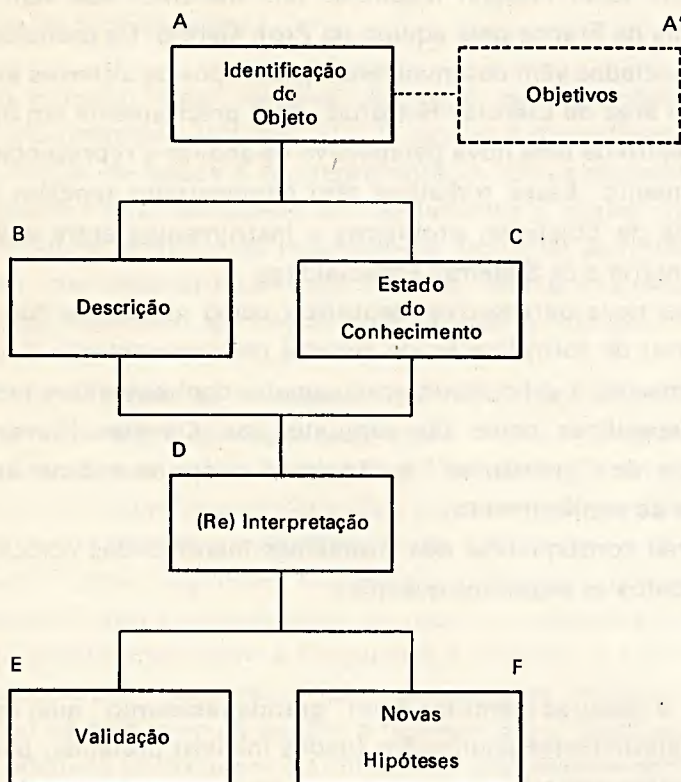 A
A'
Identificação
do
Objeto
Objetivos
B
C
Descrição
Estado
do
Conhecimento
D
(Re) Interpretação
E
F
Validação
Novas
Hipóteses